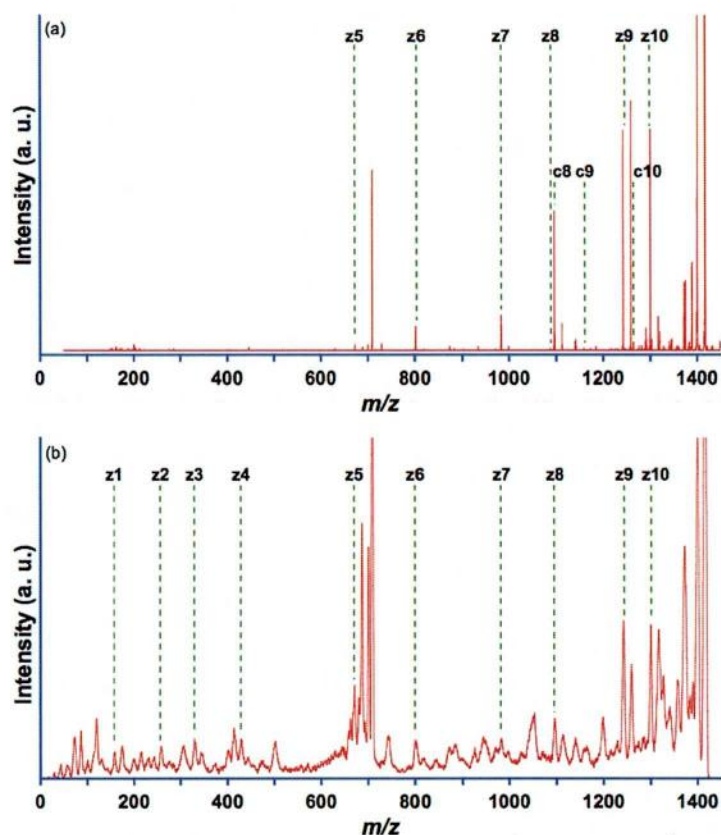 (a)
z5 z6 z7 z8 z9 z10
c8 c9 c10
Intensity (a. u.)
0 200 400 600 800 1000 1200 1400
m/z
(b)
z1 z2 z3 z4 z5 z6 z7 z8 z9 z10
Intensity (a. u.)
0 200 400 600 800 1000 1200 1400
m/z